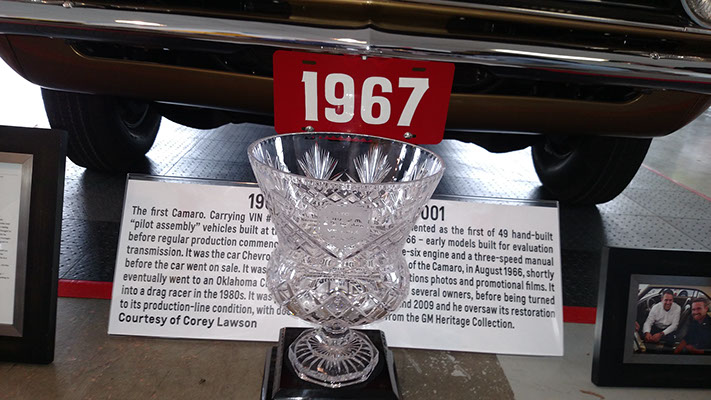 1967
19 001
The first Camaro. Carrying VIN # ented as the first of 49 hand-built
“pilot assembly” vehicles built at t 66 – early models built for evaluation
before regular production commenc e-six engine and a three-speed manual
transmission. It was the car Chevro of the Camaro, in August 1966, shortly
before the car went on sale. It was tions photos and promotional films. It
eventually went to an Oklahoma C several owners, before being turned
into a drag racer in the 1980s. It wa nd 2009 and he oversaw its restoration
to its production-line condition, with do from the GM Heritage Collection.
Courtesy of Corey Lawson